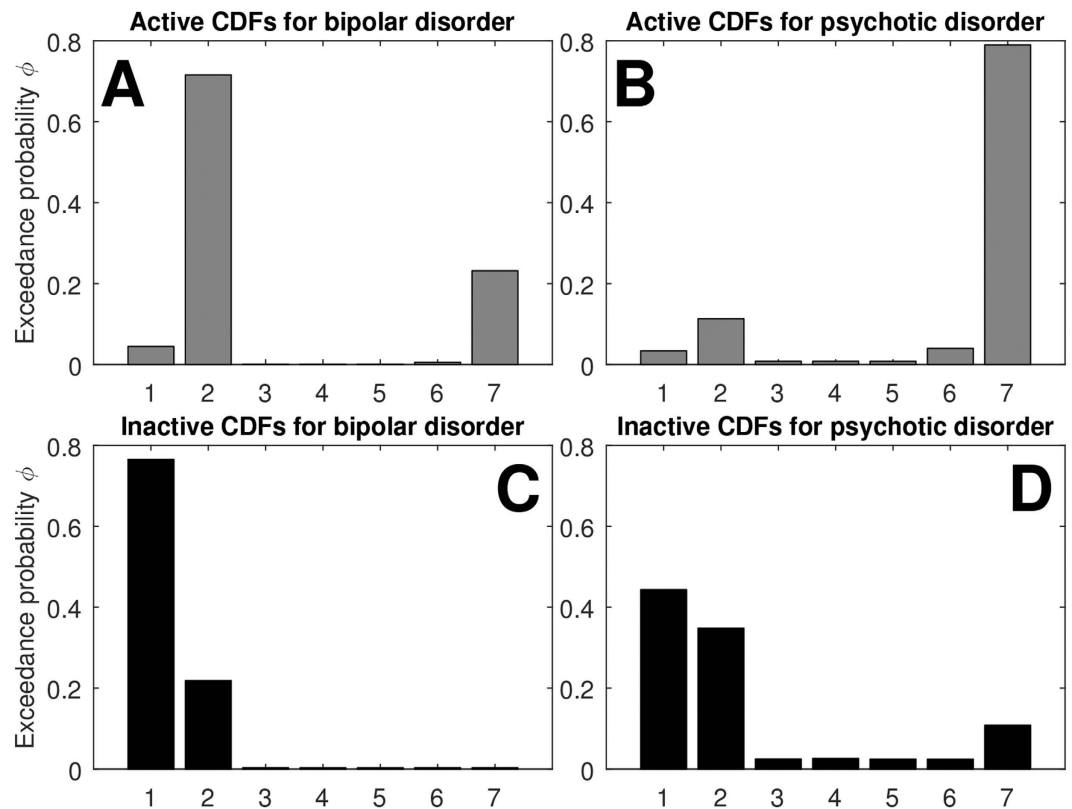 Active CDFs for bipolar disorder
A
Exceedance probability ϕ
0.8
0.6
0.4
0.2
0
1 2 3 4 5 6 7
Active CDFs for psychotic disorder
B
0.8
0.6
0.4
0.2
0
1 2 3 4 5 6 7
Inactive CDFs for bipolar disorder
C
Exceedance probability ϕ
0.8
0.6
0.4
0.2
0
1 2 3 4 5 6 7
Inactive CDFs for psychotic disorder
D
0.8
0.6
0.4
0.2
0
1 2 3 4 5 6 7